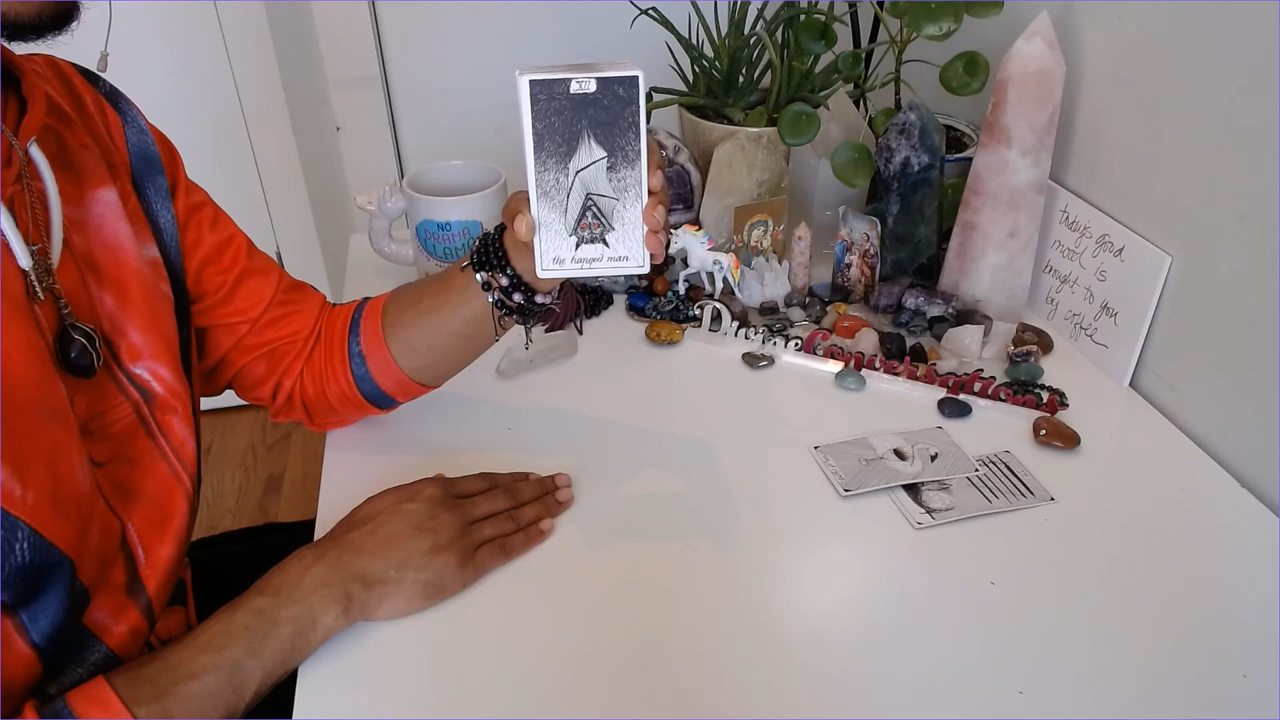 XII
the hanged man
NO
DRAMA
LLAMA
Divine Conversations
today's good
mood is
brought to you
by coffee